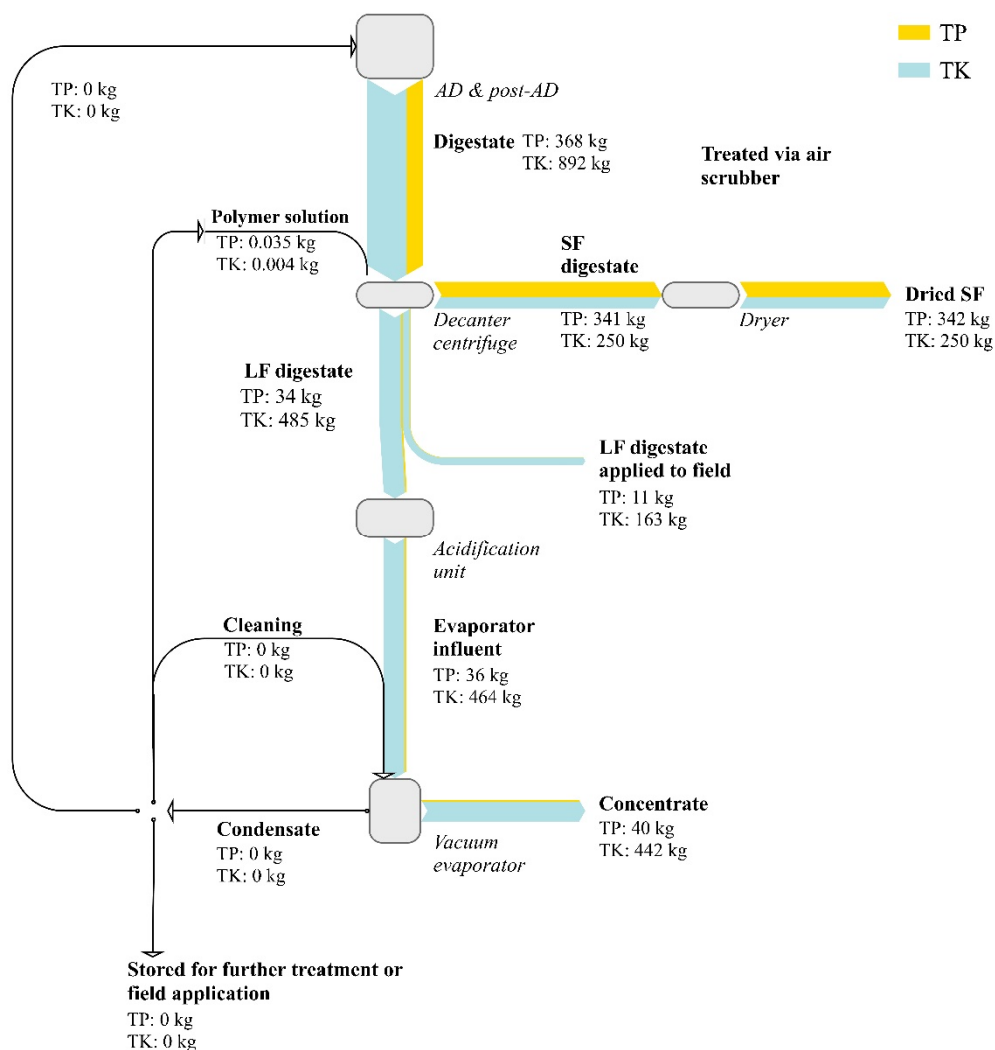 TP
TK
TP: 0 kg
TK: 0 kg
AD & post-AD
Digestate TP: 368 kg
TK: 892 kg
Treated via air
scrubber
Polymer solution
TP: 0.035 kg
TK: 0.004 kg
SF
digestate
TP: 341 kg
TK: 250 kg
Decanter
centrifuge
Dryer
Dried SF
TP: 342 kg
TK: 250 kg
LF digestate
TP: 34 kg
TK: 485 kg
LF digestate
applied to field
TP: 11 kg
TK: 163 kg
Acidification
unit
Cleaning
TP: 0 kg
TK: 0 kg
Evaporator
influent
TP: 36 kg
TK: 464 kg
Condensate
TP: 0 kg
TK: 0 kg
Vacuum
evaporator
Concentrate
TP: 40 kg
TK: 442 kg
Stored for further treatment or
field application
TP: 0 kg
TK: 0 kg